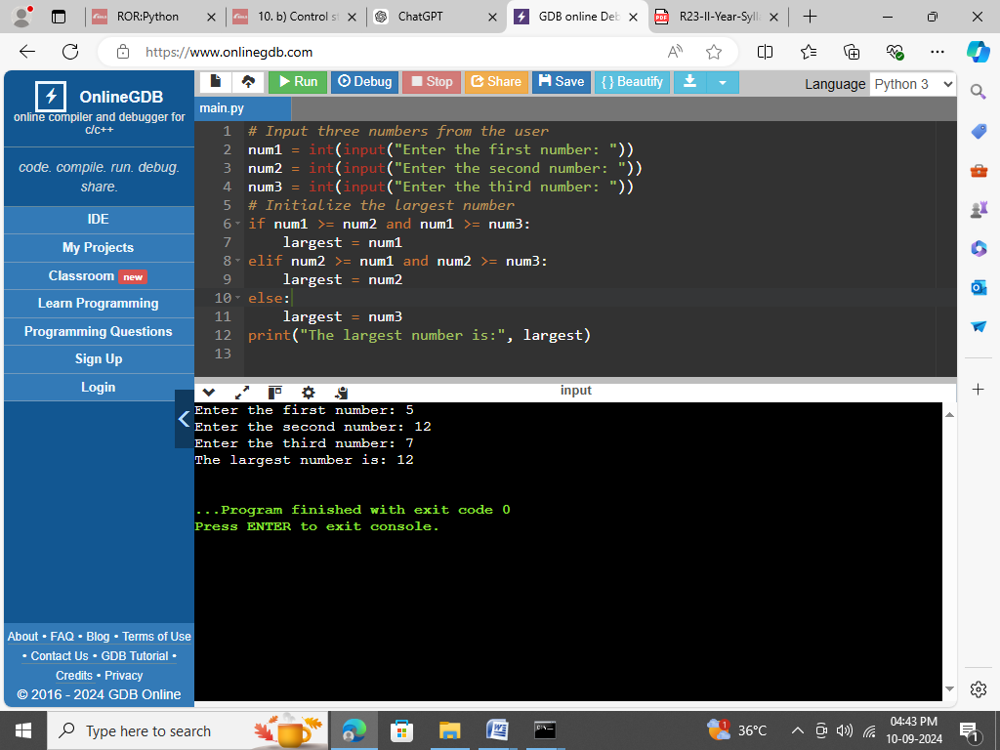 ROR:Python
10. b) Control st
ChatGPT
GDB online Deb
R23-II-Year-Sylla
https://www.onlinegdb.com
OnlineGDB
online compiler and debugger for
c/c++
code. compile. run. debug.
share.
IDE
My Projects
Classroom new
Learn Programming
Programming Questions
Sign Up
Login
About • FAQ • Blog • Terms of Use
• Contact Us • GDB Tutorial •
Credits • Privacy
© 2016 - 2024 GDB Online
Run Debug Stop Share Save { } Beautify
Language Python 3
main.py
1 # Input three numbers from the user
2 num1 = int(input("Enter the first number: "))
3 num2 = int(input("Enter the second number: "))
4 num3 = int(input("Enter the third number: "))
5 # Initialize the largest number
6 if num1 >= num2 and num1 >= num3:
7     largest = num1
8 elif num2 >= num1 and num2 >= num3:
9     largest = num2
10 else:
11     largest = num3
12 print("The largest number is:", largest)
13
input
Enter the first number: 5
Enter the second number: 12
Enter the third number: 7
The largest number is: 12
...Program finished with exit code 0
Press ENTER to exit console.
Type here to search
1
36°C
04:43 PM
10-09-2024
1